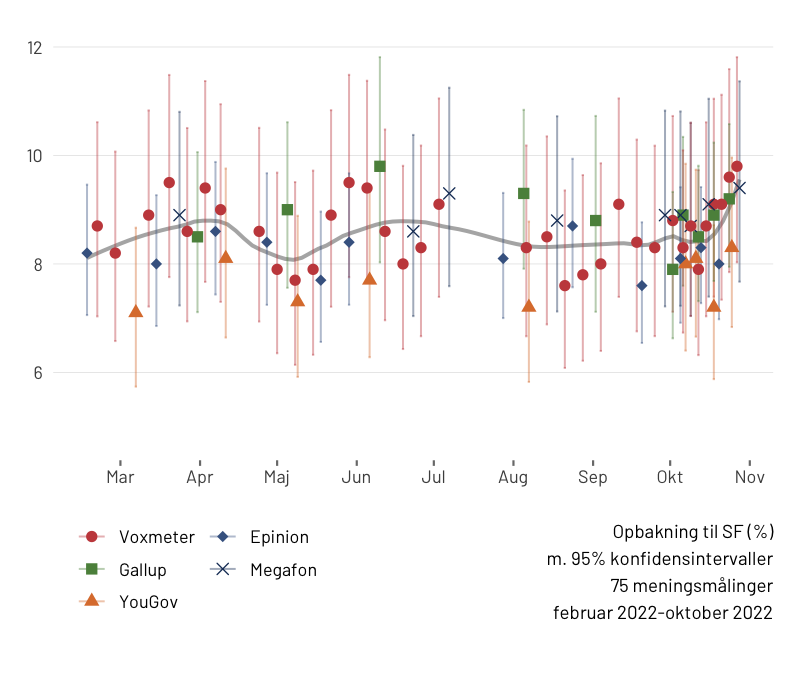 12
10
8
6
Mar Apr Maj Jun Jul Aug Sep Okt Nov
Voxmeter Epinion
Gallup Megafon
YouGov
Opbakning til SF (%)
m. 95% konfidensintervaller
75 meningsmålinger
februar 2022-oktober 2022